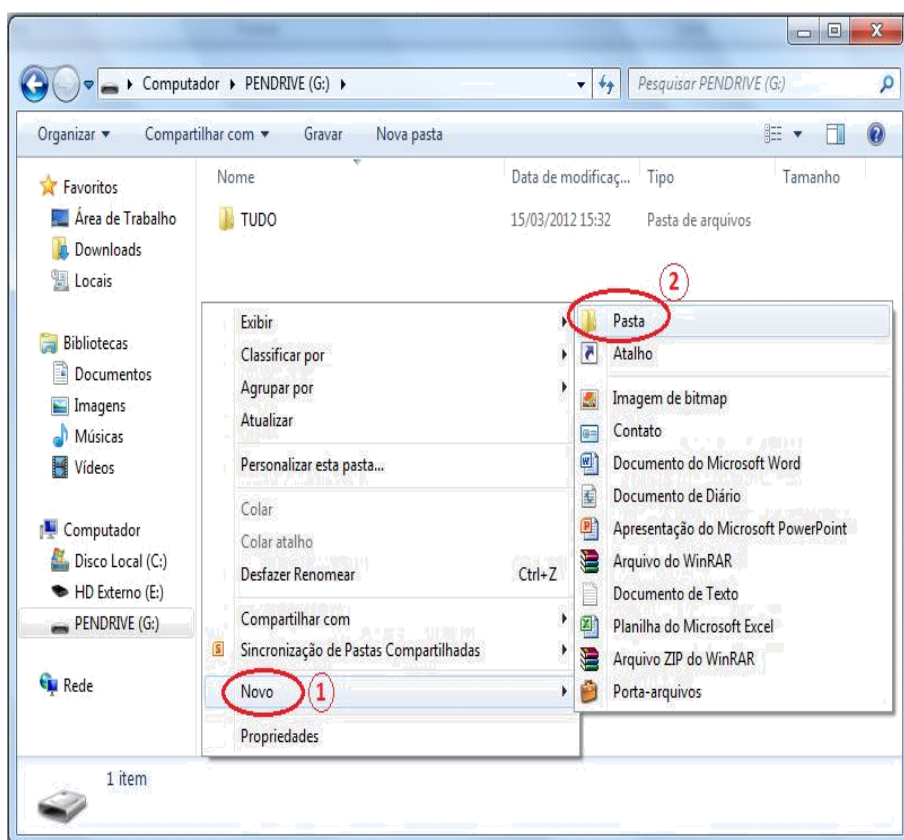 Computador PENDRIVE (G:)
Pesquisar PENDRIVE (G:)
Organizar Compartilhar com Gravar Nova pasta
Nome Data de modificaç... Tipo Tamanho
TUDO 15/03/2012 15:32 Pasta de arquivos
Favoritos
Área de Trabalho
Downloads
Locais
Bibliotecas
Documentos
Imagens
Músicas
Vídeos
Computador
Disco Local (C:)
HD Externo (E:)
PENDRIVE (G:)
Rede
Exibir
Classificar por
Agrupar por
Atualizar
Personalizar esta pasta...
Colar
Colar atalho
Desfazer Renomear Ctrl+Z
Compartilhar com
Sincronização de Pastas Compartilhadas
Novo 1
Propriedades
2
Pasta
Atalho
Imagem de bitmap
Contato
Documento do Microsoft Word
Documento de Diário
Apresentação do Microsoft PowerPoint
Arquivo do WinRAR
Documento de Texto
Planilha do Microsoft Excel
Arquivo ZIP do WinRAR
Porta-arquivos
1 item